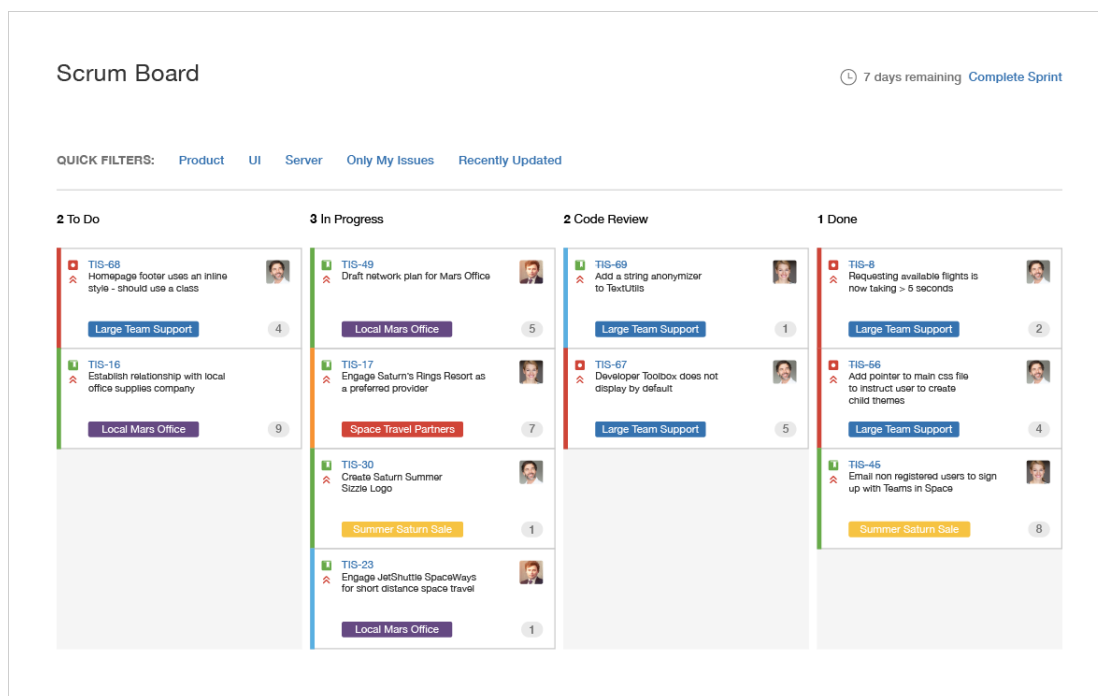 Scrum Board
7 days remaining Complete Sprint
QUICK FILTERS: Product UI Server Only My Issues Recently Updated
2 To Do
TIS-68
Homepage footer uses an inline
style - should use a class
Large Team Support 4
TIS-16
Establish relationship with local
office supplies company
Local Mars Office 9
3 In Progress
TIS-49
Draft network plan for Mars Office
Local Mars Office 5
TIS-17
Engage Saturn's Rings Resort as
a preferred provider
Space Travel Partners 7
TIS-30
Create Saturn Summer
Sizzle Logo
Summer Saturn Sale 1
TIS-23
Engage JetShuttle SpaceWays
for short distance space travel
Local Mars Office 1
2 Code Review
TIS-69
Add a string anonymizer
to TextUtils
Large Team Support 1
TIS-67
Developer Toolbox does not
display by default
Large Team Support 5
1 Done
TIS-8
Requesting available flights is
now taking > 5 seconds
Large Team Support 2
TIS-56
Add pointer to main css file
to instruct user to create
child themes
Large Team Support 4
TIS-45
Email non registered users to sign
up with Teams in Space
Summer Saturn Sale 8